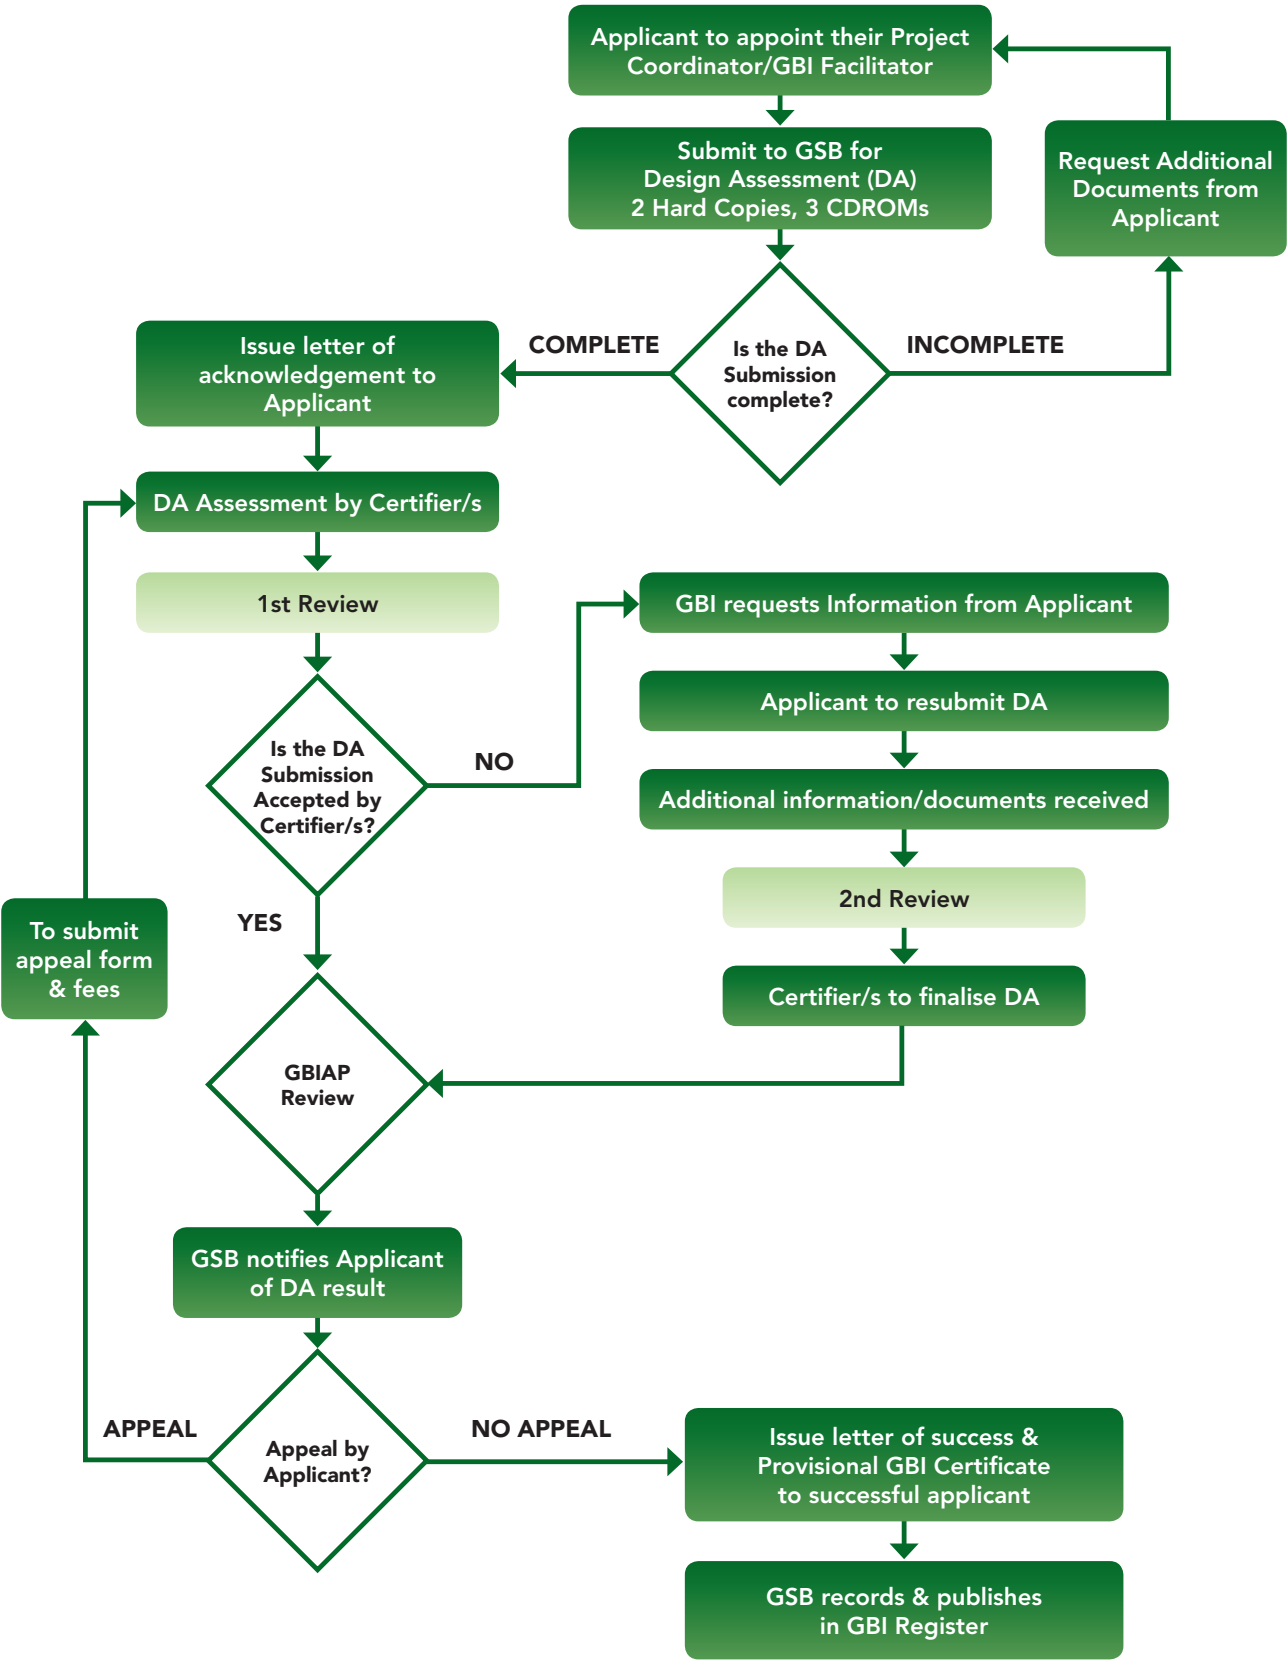 Applicant to appoint their Project
Coordinator/GBI Facilitator
Submit to GSB for
Design Assessment (DA)
2 Hard Copies, 3 CDROMs
Request Additional
Documents from
Applicant
Is the DA
Submission
complete?
COMPLETE
INCOMPLETE
Issue letter of
acknowledgement to
Applicant
DA Assessment by Certifier/s
1st Review
Is the DA
Submission
Accepted by
Certifier/s?
NO
YES
GBI requests Information from Applicant
Applicant to resubmit DA
Additional information/documents received
2nd Review
Certifier/s to finalise DA
To submit
appeal form
& fees
GBIAP
Review
GSB notifies Applicant
of DA result
Appeal by
Applicant?
APPEAL
NO APPEAL
Issue letter of success &
Provisional GBI Certificate
to successful applicant
GSB records & publishes
in GBI Register